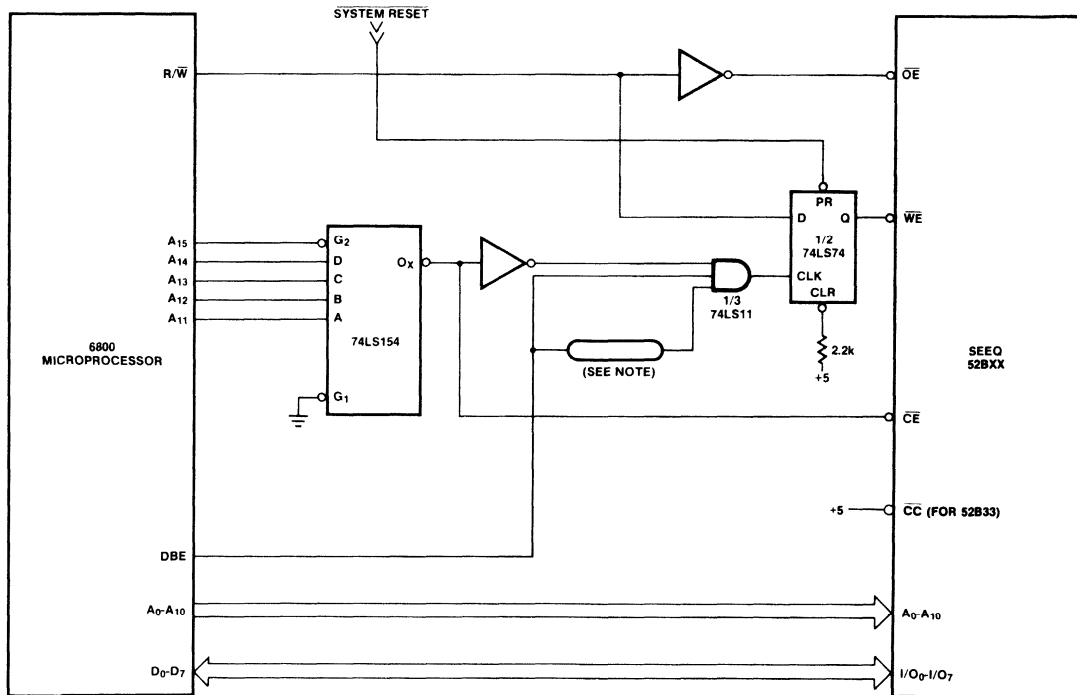 SYSTEM RESET
R/W̅
OE
PR
D Q
WE
1/2
74LS74
CLK
CLR
A15
A14
A13
A12
A11
G2
D
C
B
A
OX
74LS154
G1
1/3
74LS11
(SEE NOTE)
2.2k
+5
6800
MICROPROCESSOR
SEEQ
52BXX
CE
+5
CC (FOR 52B33)
DBE
A0-A10
A0-A10
D0-D7
I/O0-I/O7